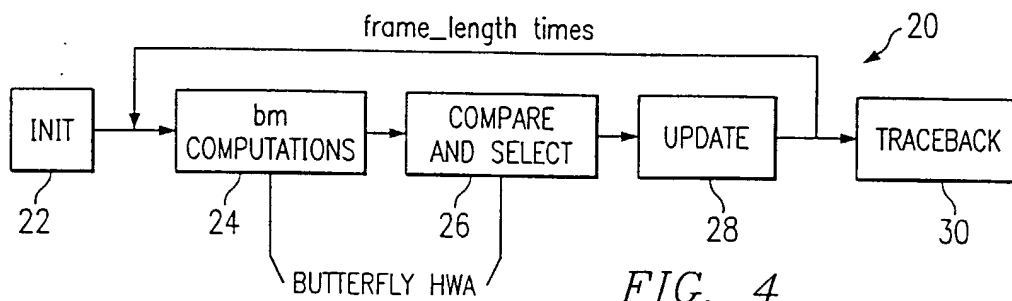 frame_length times
20
INIT
bm
COMPUTATIONS
COMPARE
AND SELECT
UPDATE
TRACEBACK
22
24
26
28
30
BUTTERFLY HWA
FIG. 4